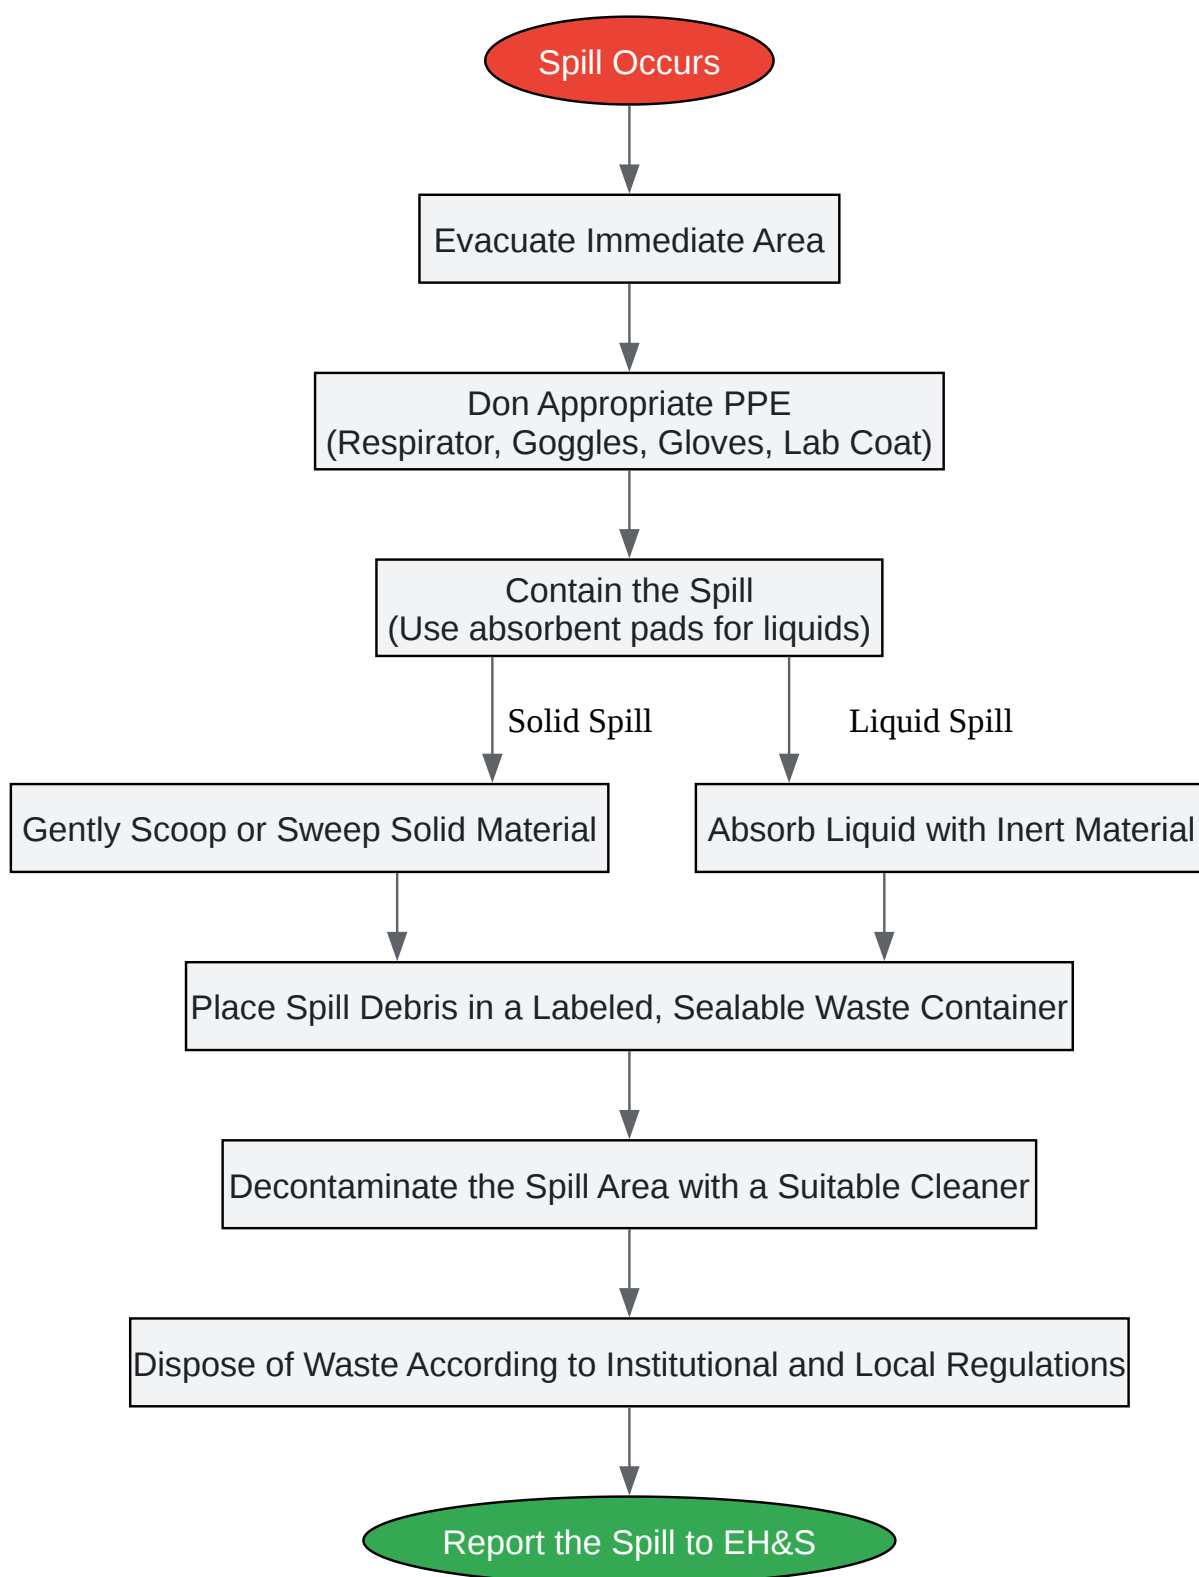 Spill Occurs
Evacuate Immediate Area
Don Appropriate PPE
(Respirator, Goggles, Gloves, Lab Coat)
Contain the Spill
(Use absorbent pads for liquids)
Solid Spill
Liquid Spill
Gently Scoop or Sweep Solid Material
Absorb Liquid with Inert Material
Place Spill Debris in a Labeled, Sealable Waste Container
Decontaminate the Spill Area with a Suitable Cleaner
Dispose of Waste According to Institutional and Local Regulations
Report the Spill to EH&S